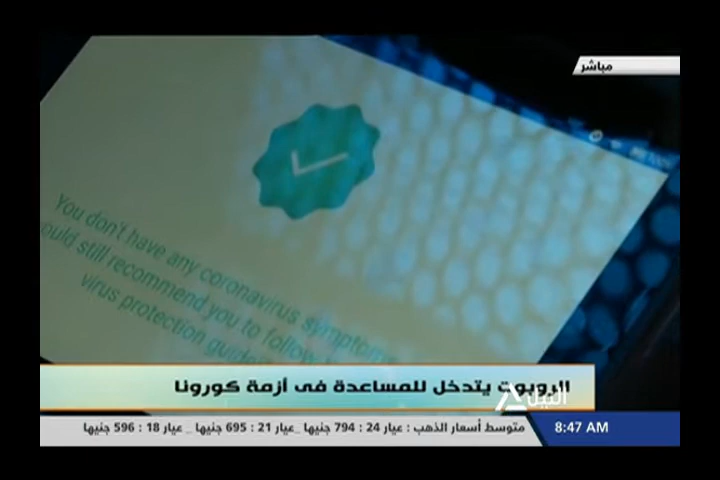 مباشر
You don't have any coronavirus symptoms
ould still recommend you to follow
virus protection
الروبوت يتدخل للمساعدة فى أزمة كورونا
النيل
متوسط أسعار الذهب : عيار 24 : 794 جنيها _ عيار 21 : 695 جنيها _ عيار 18 : 596 جنيها
8:47 AM